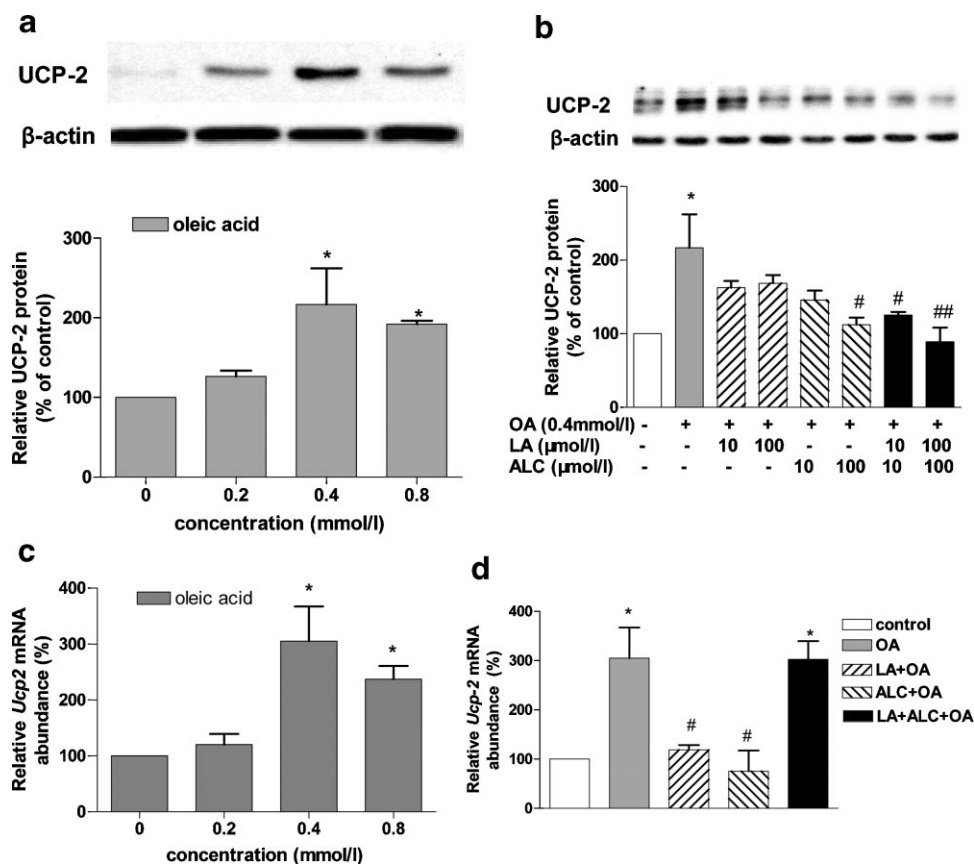 a
UCP-2
β-actin
oleic acid
Relative UCP-2 protein
(% of control)
300
200
100
0
*
*
0 0.2 0.4 0.8
concentration (mmol/l)
b
UCP-2
β-actin
Relative UCP-2 protein
(% of control)
300
200
100
0
*
#
#
##
OA (0.4mmol/l) - + + + + + + +
LA (µmol/l) - - 10 100 - - 10 100
ALC (µmol/l) - - - - 10 100 10 100
c
oleic acid
Relative Ucp2 mRNA
abundance (%)
400
300
200
100
0
*
*
0 0.2 0.4 0.8
concentration (mmol/l)
d
Relative Ucp-2 mRNA
abundance (%)
400
300
200
100
0
*
#
#
*
control
OA
LA+OA
ALC+OA
LA+ALC+OA